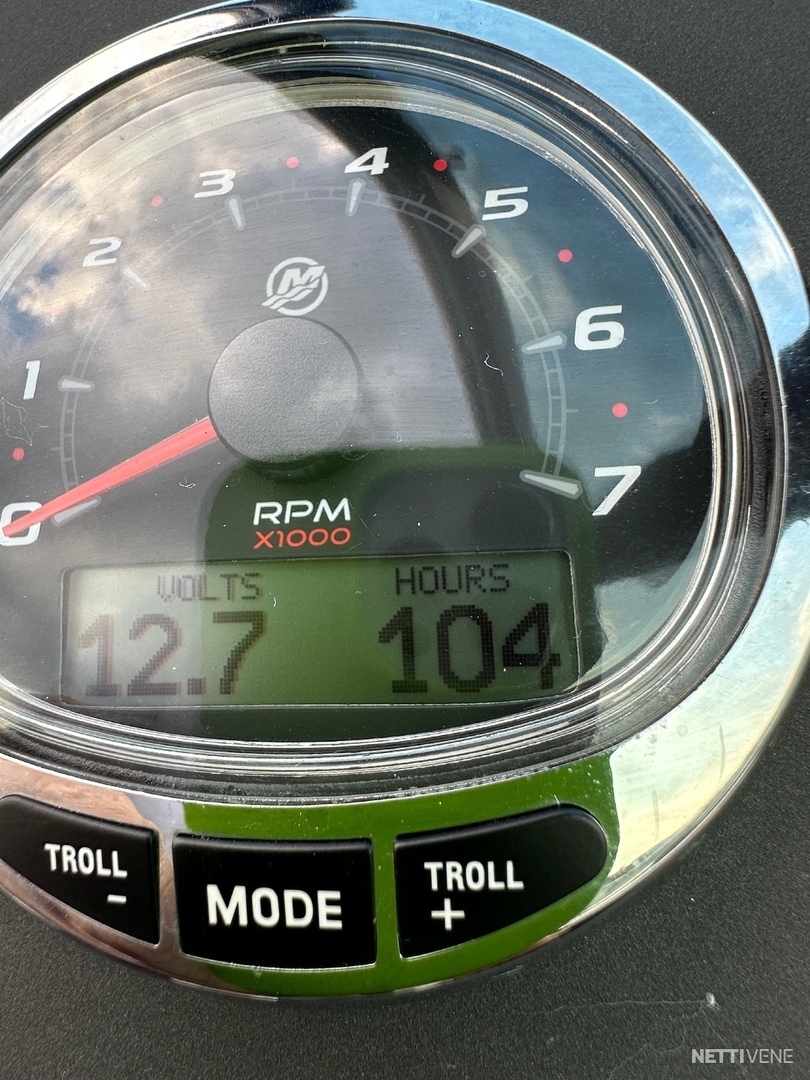 0
1
2
3
4
5
6
7
M
RPM
X1000
VOLTS HOURS
12.7 104
TROLL
-
MODE
TROLL
+
NETTIVENE